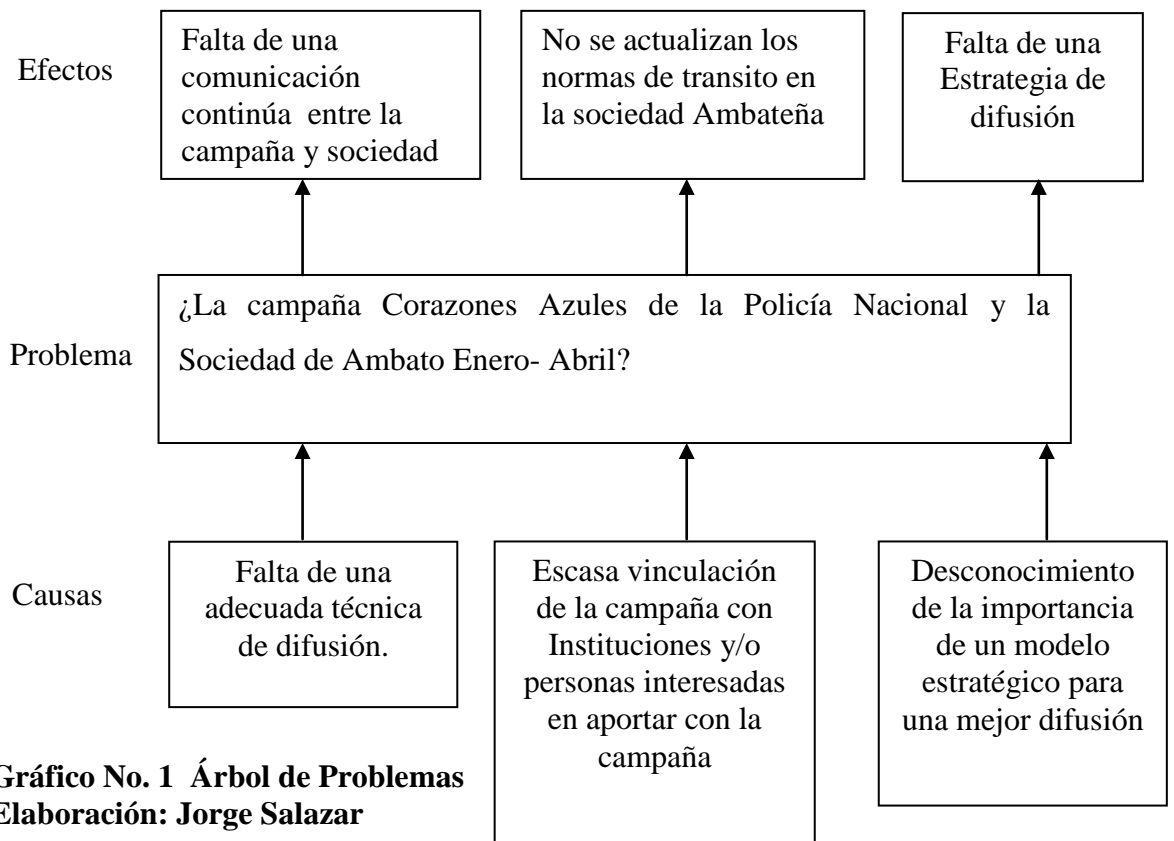 Efectos
Falta de una
comunicación
continúa entre la
campaña y sociedad
No se actualizan los
normas de transito en
la sociedad Ambateña
Falta de una
Estrategia de
difusión
Problema
¿La campaña Corazones Azules de la Policía Nacional y la
Sociedad de Ambato Enero- Abril?
Causas
Falta de una
adecuada técnica
de difusión.
Escasa vinculación
de la campaña con
Instituciones y/o
personas interesadas
en aportar con la
campaña
Desconocimiento
de la importancia
de un modelo
estratégico para
una mejor difusión
Gráfico No. 1 Árbol de Problemas
Elaboración: Jorge Salazar